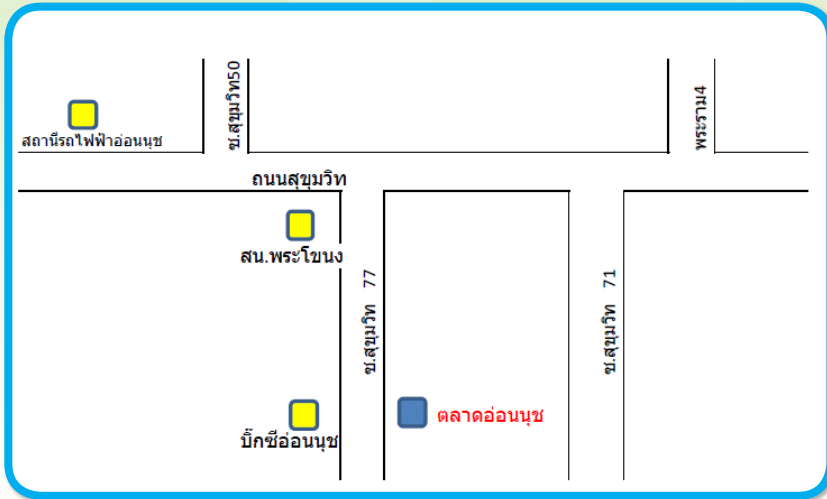 ซ.สุขุมวิท50
พระราม4
สถานีรถไฟฟ้าอ่อนนุช
ถนนสุขุมวิท
สน.พระโขนง
ซ.สุขุมวิท 77
ซ.สุขุมวิท 71
ตลาดอ่อนนุช
บิ๊กซีอ่อนนุช